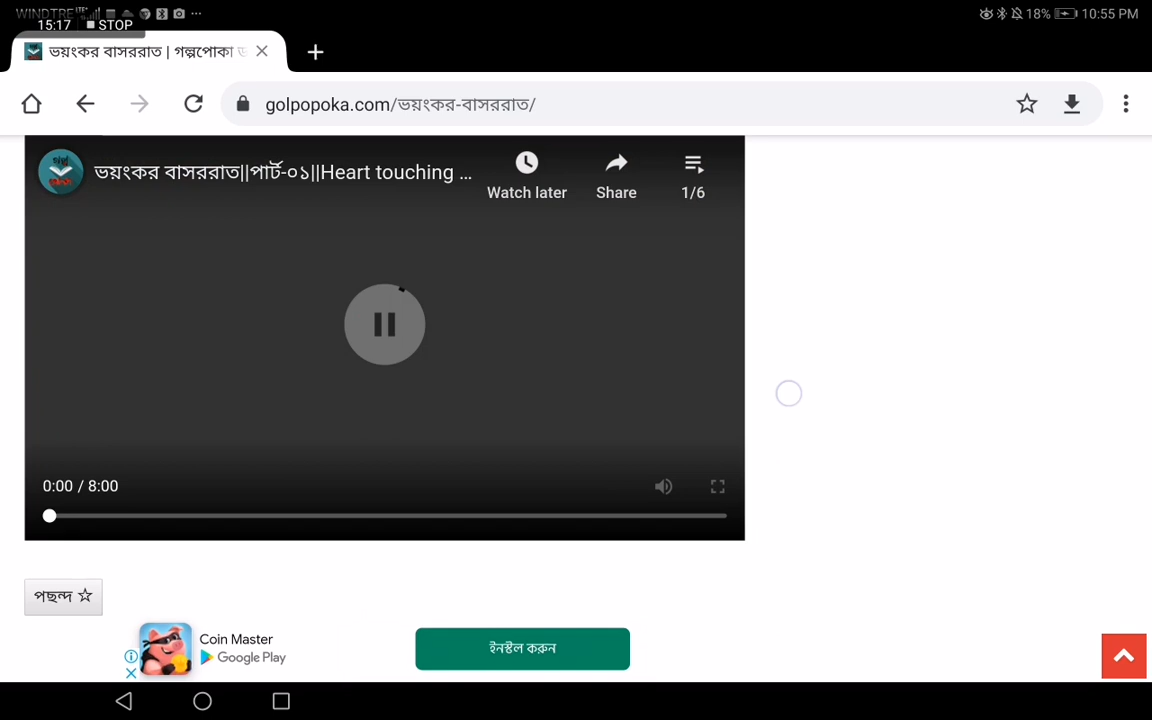 WINDTRE
15:17 STOP
18% 10:55 PM
ভয়ংকর বাসররাত | গল্পপোকা
golpopoka.com/ভয়ংকর-বাসররাত/
ভয়ংকর বাসররাত||পার্ট-০১||Heart touching ...
Watch later
Share
1/6
0:00 / 8:00
পছন্দ ☆
Coin Master
Google Play
ইনস্টল করুন